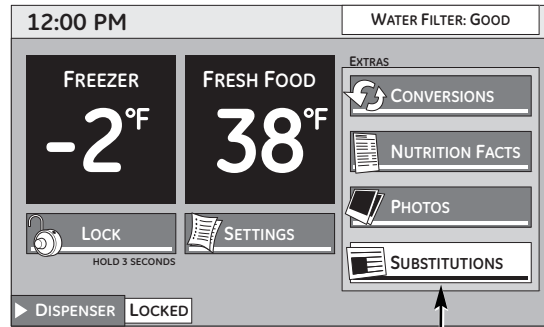 12:00 PM
WATER FILTER: GOOD
EXTRAS
FREEZER
-2°F
FRESH FOOD
38°F
CONVERSIONS
NUTRITION FACTS
PHOTOS
SUBSTITUTIONS
LOCK
HOLD 3 SECONDS
SETTINGS
DISPENSER LOCKED